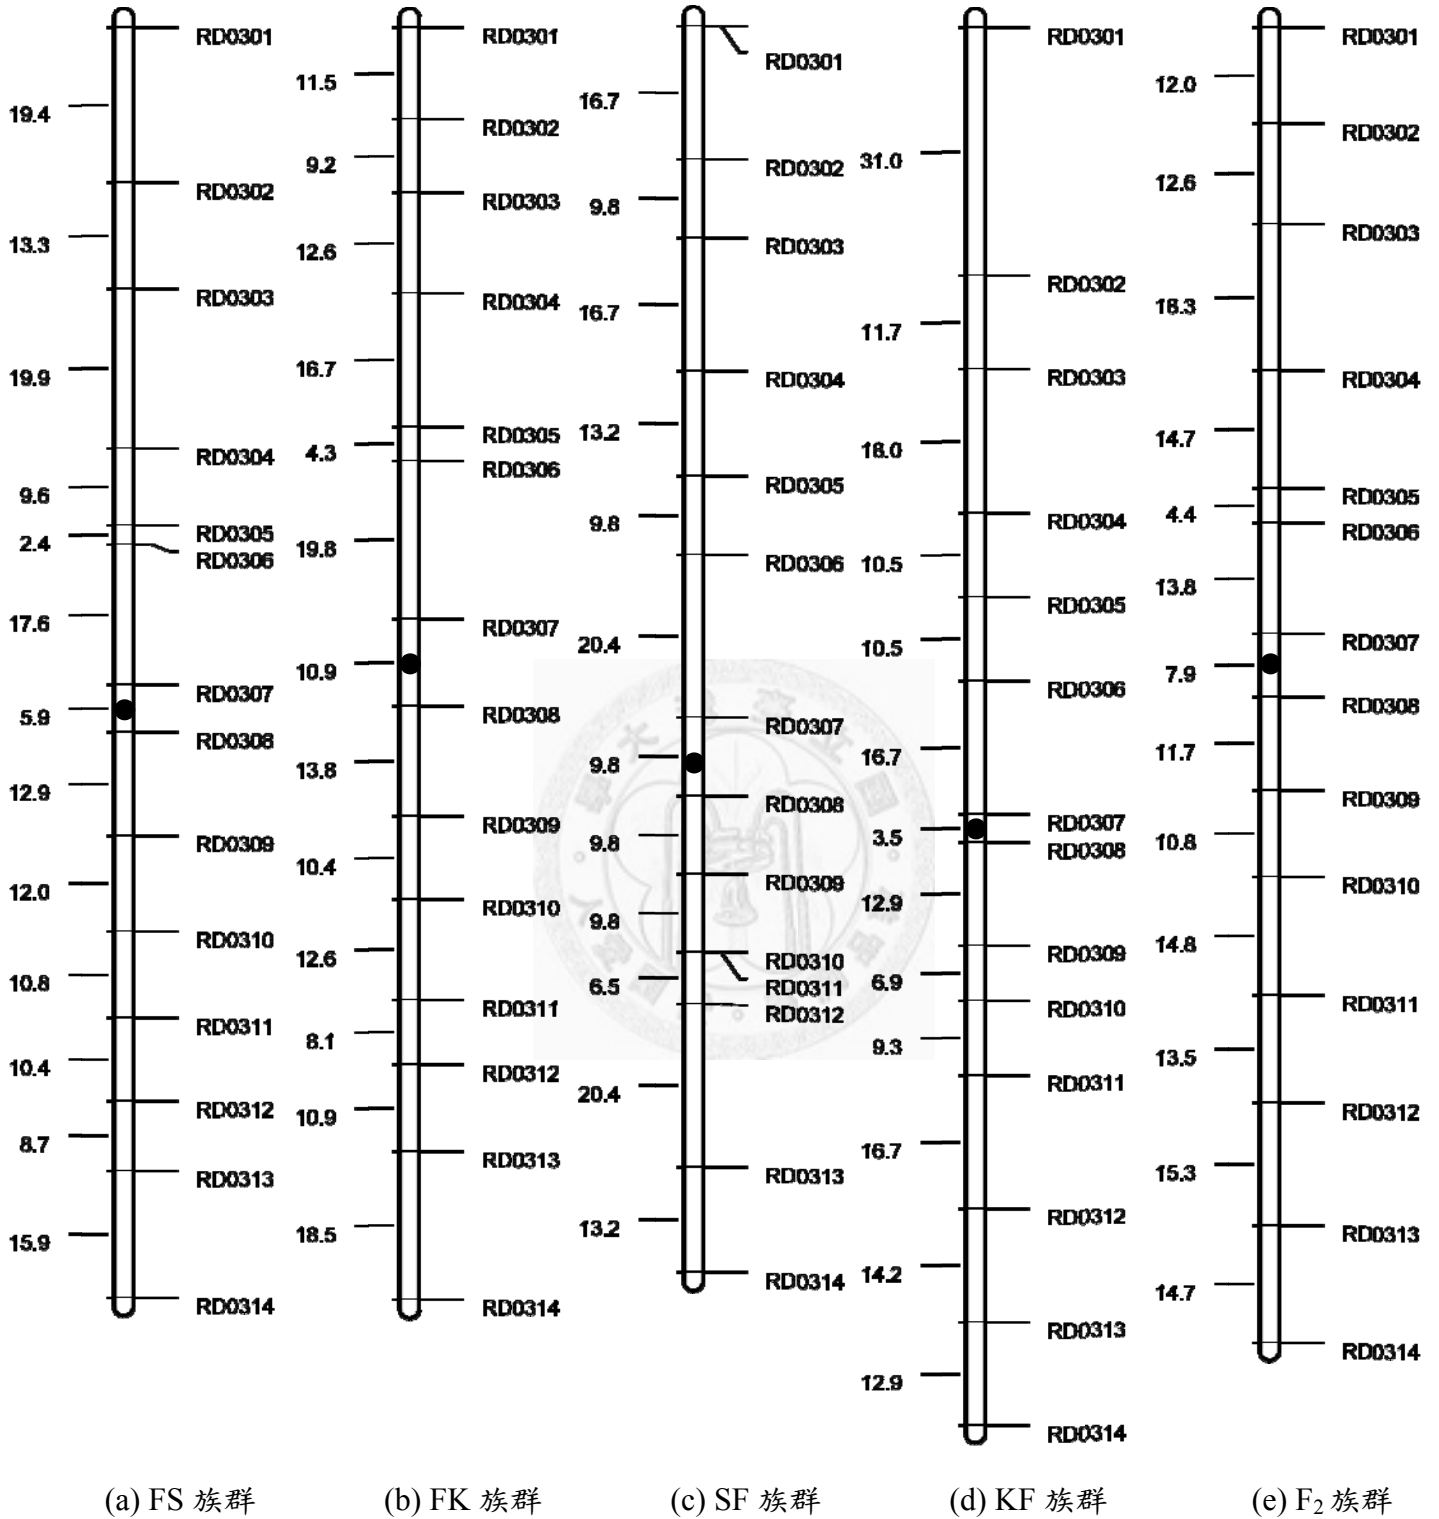 RD0301
11.5
19.4
RD0302
13.3
RD0303
19.9
RD0304
9.6
RD0305
2.4
RD0306
17.6
RD0307
5.9
RD0308
12.9
RD0309
12.0
RD0310
10.8
RD0311
10.4
RD0312
8.7
RD0313
15.9
RD0314
(a) FS 族群
RD0301
RD0302
9.2
RD0303
12.6
RD0304
16.7
RD0305
4.3
RD0306
19.8
RD0307
10.9
RD0308
13.8
RD0309
10.4
RD0310
12.6
RD0311
8.1
RD0312
10.9
RD0313
18.5
RD0314
(b) FK 族群
RD0301
16.7
RD0302
9.8
RD0303
16.7
RD0304
13.2
RD0305
9.8
RD0306
20.4
RD0307
9.8
RD0308
9.8
RD0309
9.8
RD0310
RD0311
6.5
RD0312
20.4
RD0313
13.2
RD0314
(c) SF 族群
RD0301
31.0
RD0302
11.7
RD0303
18.0
RD0304
10.5
RD0305
10.5
RD0306
16.7
RD0307
3.5
RD0308
12.9
RD0309
6.9
RD0310
9.3
RD0311
16.7
RD0312
14.2
RD0313
12.9
RD0314
(d) KF 族群
RD0301
12.0
RD0302
12.6
RD0303
18.3
RD0304
14.7
RD0305
4.4
RD0306
13.8
RD0307
7.9
RD0308
11.7
RD0309
10.8
RD0310
14.8
RD0311
13.5
RD0312
15.3
RD0313
14.7
RD0314
(e) F₂ 族群